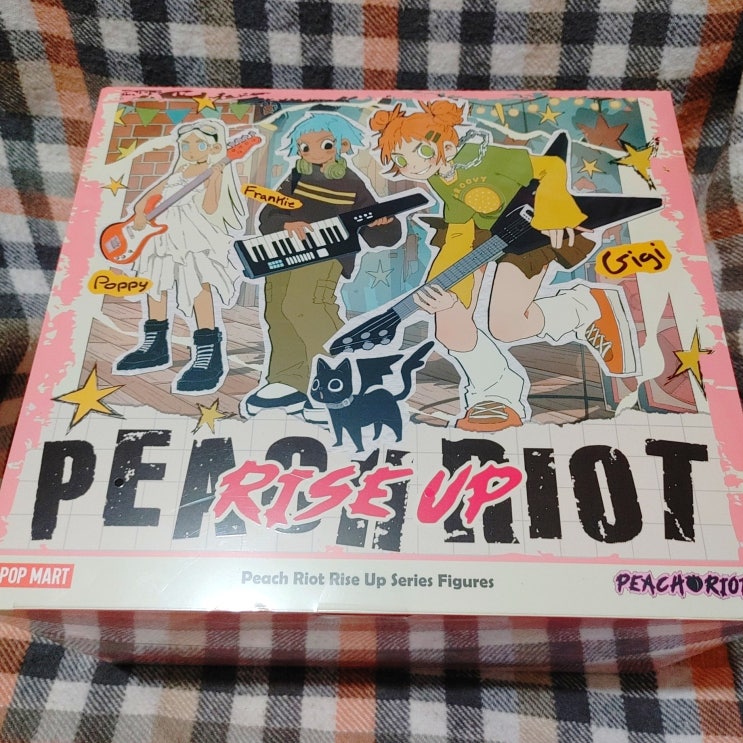 Frankie
Gigi
Poppy
GROOVY
PEACH RIOT
RISE UP
POP MART
Peach Riot Rise Up Series Figures
PEACH RIOT